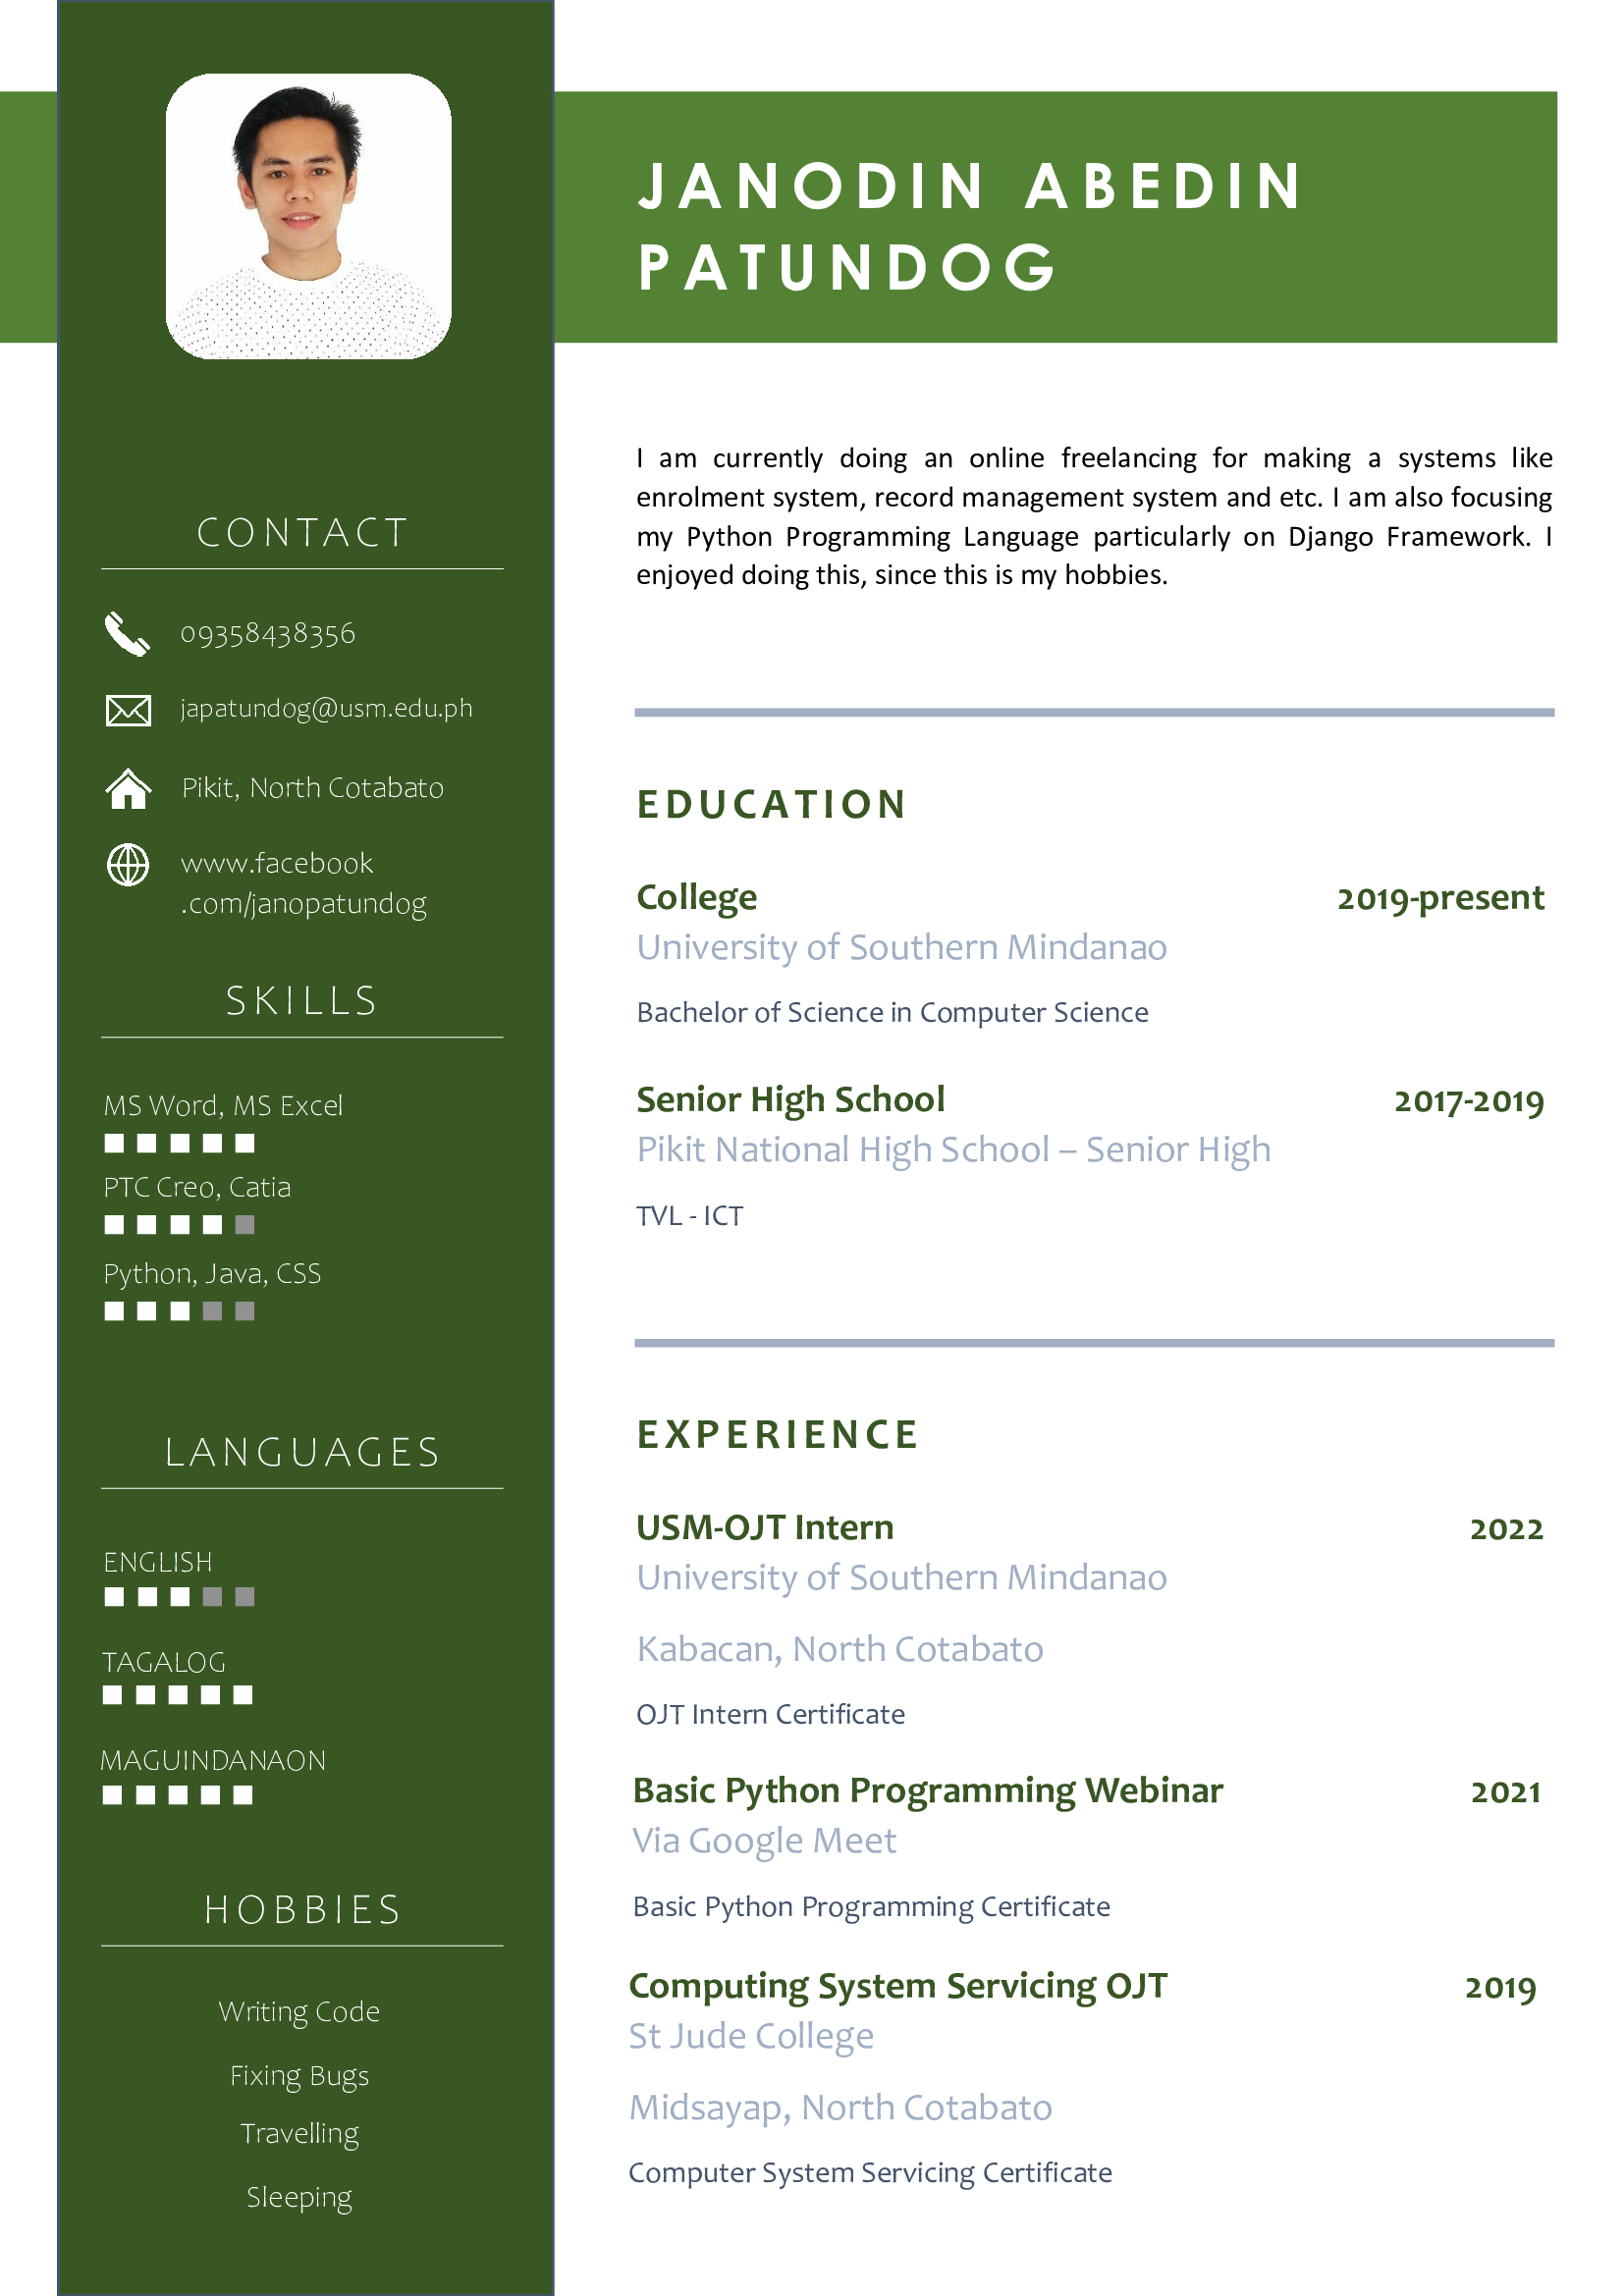 JANODIN ABEDIN
PATUNDOG
I am currently doing an online freelancing for making a systems like
enrolment system, record management system and etc. I am also focusing
my Python Programming Language particularly on Django Framework. I
enjoyed doing this, since this is my hobbies.
CONTACT
09358438356
japatundog@usm.edu.ph
Pikit, North Cotabato
www.facebook
.com/janopatundog
SKILLS
MS Word, MS Excel
PTC Creo, Catia
Python, Java, CSS
LANGUAGES
ENGLISH
TAGALOG
MAGUINDANAON
HOBBIES
Writing Code
Fixing Bugs
Travelling
Sleeping
EDUCATION
College 2019-present
University of Southern Mindanao
Bachelor of Science in Computer Science
Senior High School 2017-2019
Pikit National High School – Senior High
TVL - ICT
EXPERIENCE
USM-OJT Intern 2022
University of Southern Mindanao
Kabacan, North Cotabato
OJT Intern Certificate
Basic Python Programming Webinar 2021
Via Google Meet
Basic Python Programming Certificate
Computing System Servicing OJT 2019
St Jude College
Midsayap, North Cotabato
Computer System Servicing Certificate